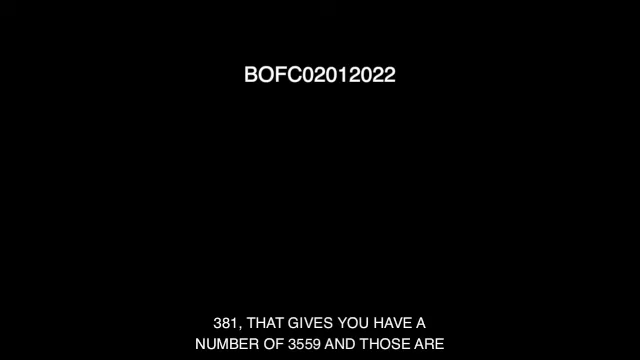 BOFC02012022
381, THAT GIVES YOU HAVE A
NUMBER OF 3559 AND THOSE ARE